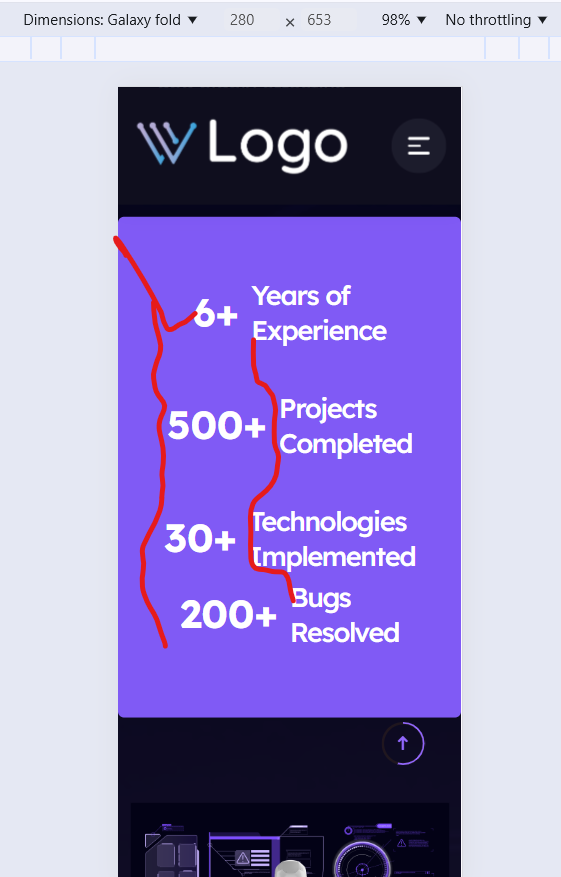 Dimensions: Galaxy fold ▼ 280 × 653 98% ▼ No throttling ▼
Logo
6+ Years of
Experience
500+ Projects
Completed
30+ Technologies
Implemented
200+ Bugs
Resolved